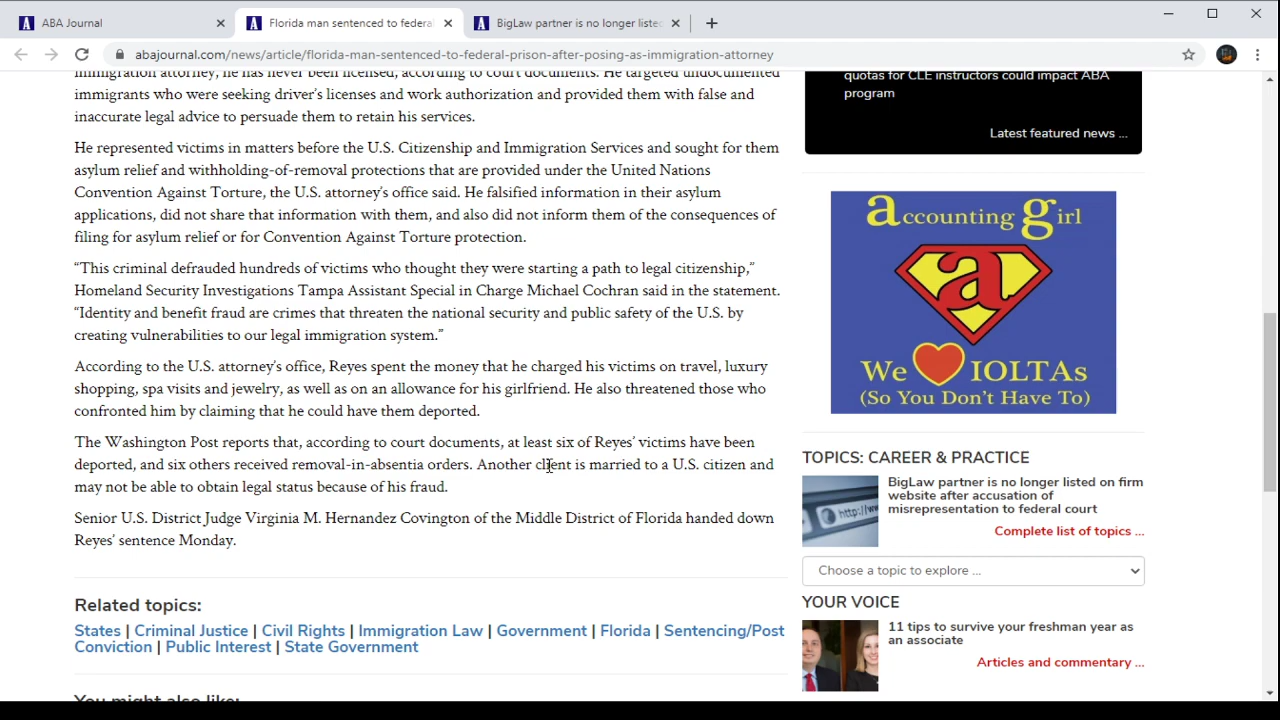 ABA Journal
Florida man sentenced to federa
BigLaw partner is no longer listed
abajournal.com/news/article/florida-man-sentenced-to-federal-prison-after-posing-as-immigration-attorney
immigration attorney, he has never been licensed, according to court documents. He targeted undocumented
immigrants who were seeking driver’s licenses and work authorization and provided them with false and
inaccurate legal advice to persuade them to retain his services.
He represented victims in matters before the U.S. Citizenship and Immigration Services and sought for them
asylum relief and withholding-of-removal protections that are provided under the United Nations
Convention Against Torture, the U.S. attorney’s office said. He falsified information in their asylum
applications, did not share that information with them, and also did not inform them of the consequences of
filing for asylum relief or for Convention Against Torture protection.
“This criminal defrauded hundreds of victims who thought they were starting a path to legal citizenship,”
Homeland Security Investigations Tampa Assistant Special in Charge Michael Cochran said in the statement.
“Identity and benefit fraud are crimes that threaten the national security and public safety of the U.S. by
creating vulnerabilities to our legal immigration system.”
According to the U.S. attorney’s office, Reyes spent the money that he charged his victims on travel, luxury
shopping, spa visits and jewelry, as well as on an allowance for his girlfriend. He also threatened those who
confronted him by claiming that he could have them deported.
The Washington Post reports that, according to court documents, at least six of Reyes’ victims have been
deported, and six others received removal-in-absentia orders. Another client is married to a U.S. citizen and
may not be able to obtain legal status because of his fraud.
Senior U.S. District Judge Virginia M. Hernandez Covington of the Middle District of Florida handed down
Reyes’ sentence Monday.
Related topics:
States | Criminal Justice | Civil Rights | Immigration Law | Government | Florida | Sentencing/Post
Conviction | Public Interest | State Government
You might also like:
quotas for CLE instructors could impact ABA
program
Latest featured news ...
accounting girl
a
We IOLTAs
(So You Don't Have To)
TOPICS: CAREER & PRACTICE
http://ww
BigLaw partner is no longer listed on firm
website after accusation of
misrepresentation to federal court
Complete list of topics ...
Choose a topic to explore ...
YOUR VOICE
11 tips to survive your freshman year as
an associate
Articles and commentary ...